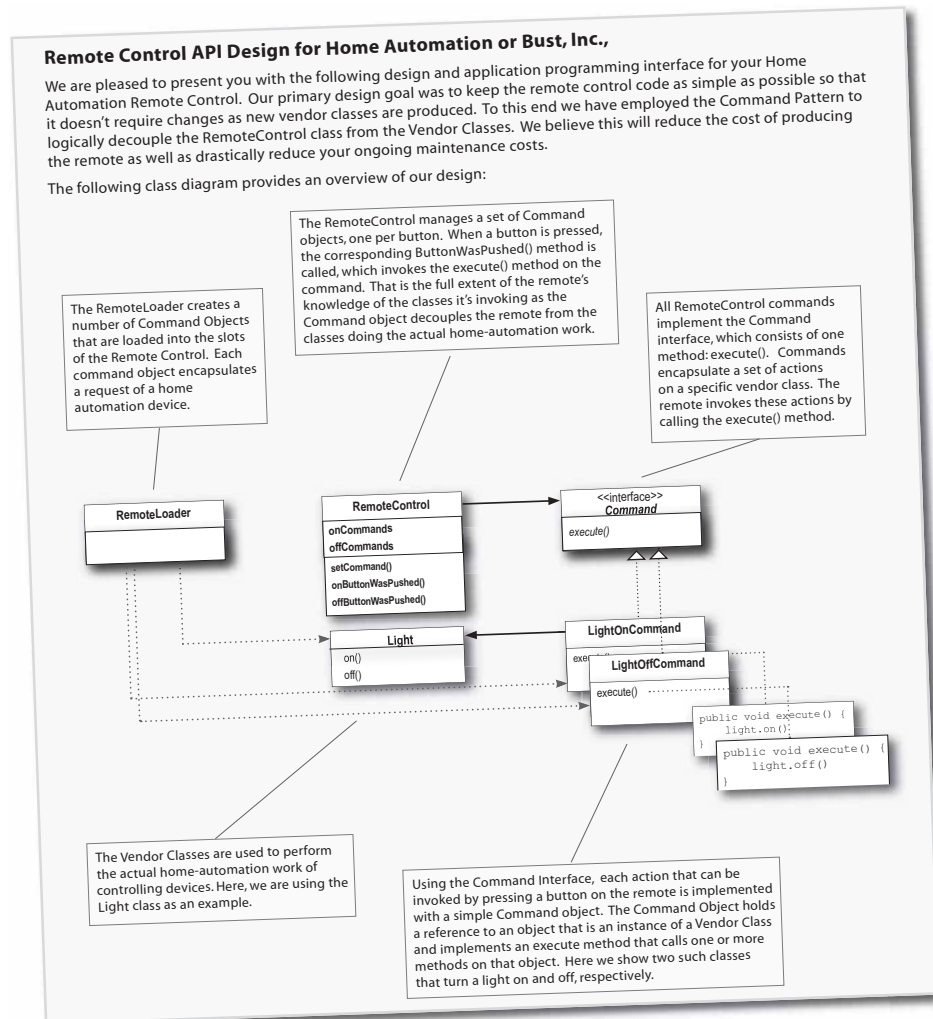 Remote Control API Design for Home Automation or Bust, Inc.,
We are pleased to present you with the following design and application programming interface for your Home
Automation Remote Control. Our primary design goal was to keep the remote control code as simple as possible so that
it doesn't require changes as new vendor classes are produced. To this end we have employed the Command Pattern to
logically decouple the RemoteControl class from the Vendor Classes. We believe this will reduce the cost of producing
the remote as well as drastically reduce your ongoing maintenance costs.
The following class diagram provides an overview of our design:
The RemoteControl manages a set of Command
objects, one per button. When a button is pressed,
the corresponding ButtonWasPushed() method is
called, which invokes the execute() method on the
command. That is the full extent of the remote's
knowledge of the classes it's invoking as the
Command object decouples the remote from the
classes doing the actual home-automation work.
The RemoteLoader creates a
number of Command Objects
that are loaded into the slots
of the Remote Control. Each
command object encapsulates
a request of a home
automation device.
All RemoteControl commands
implement the Command
interface, which consists of one
method: execute(). Commands
encapsulate a set of actions
on a specific vendor class. The
remote invokes these actions by
calling the execute() method.
RemoteLoader
RemoteControl
onCommands
offCommands
setCommand()
onButtonWasPushed()
offButtonWasPushed()
<<interface>>
Command
execute()
Light
on()
off()
LightOnCommand
LightOffCommand
execute()
public void execute() {
light.on()
}
public void execute() {
light.off()
}
The Vendor Classes are used to perform
the actual home-automation work of
controlling devices. Here, we are using the
Light class as an example.
Using the Command Interface, each action that can be
invoked by pressing a button on the remote is implemented
with a simple Command object. The Command Object holds
a reference to an object that is an instance of a Vendor Class
and implements an execute method that calls one or more
methods on that object. Here we show two such classes
that turn a light on and off, respectively.